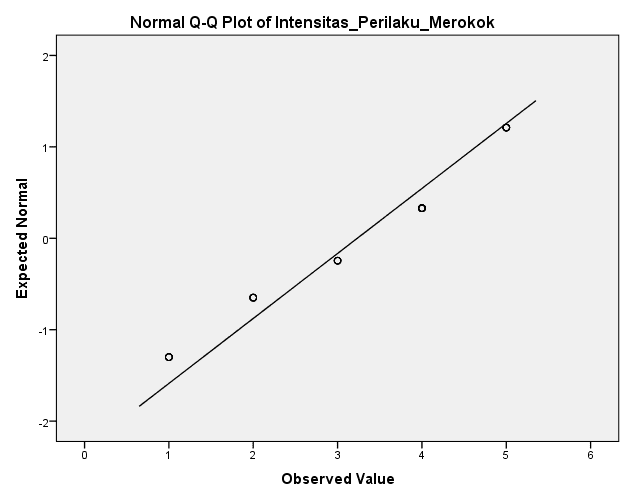 Normal Q-Q Plot of Intensitas_Perilaku_Merokok
2
1
0
-1
-2
Expected Normal
0 1 2 3 4 5 6
Observed Value